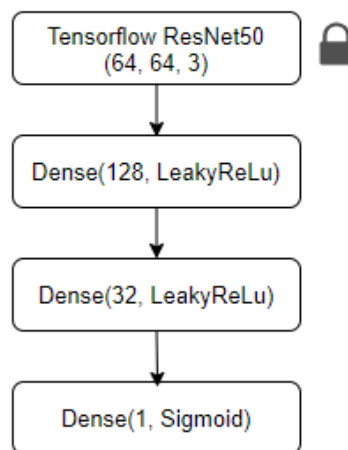 Tensorflow ResNet50
(64, 64, 3)
Dense(128, LeakyReLu)
Dense(32, LeakyReLu)
Dense(1, Sigmoid)